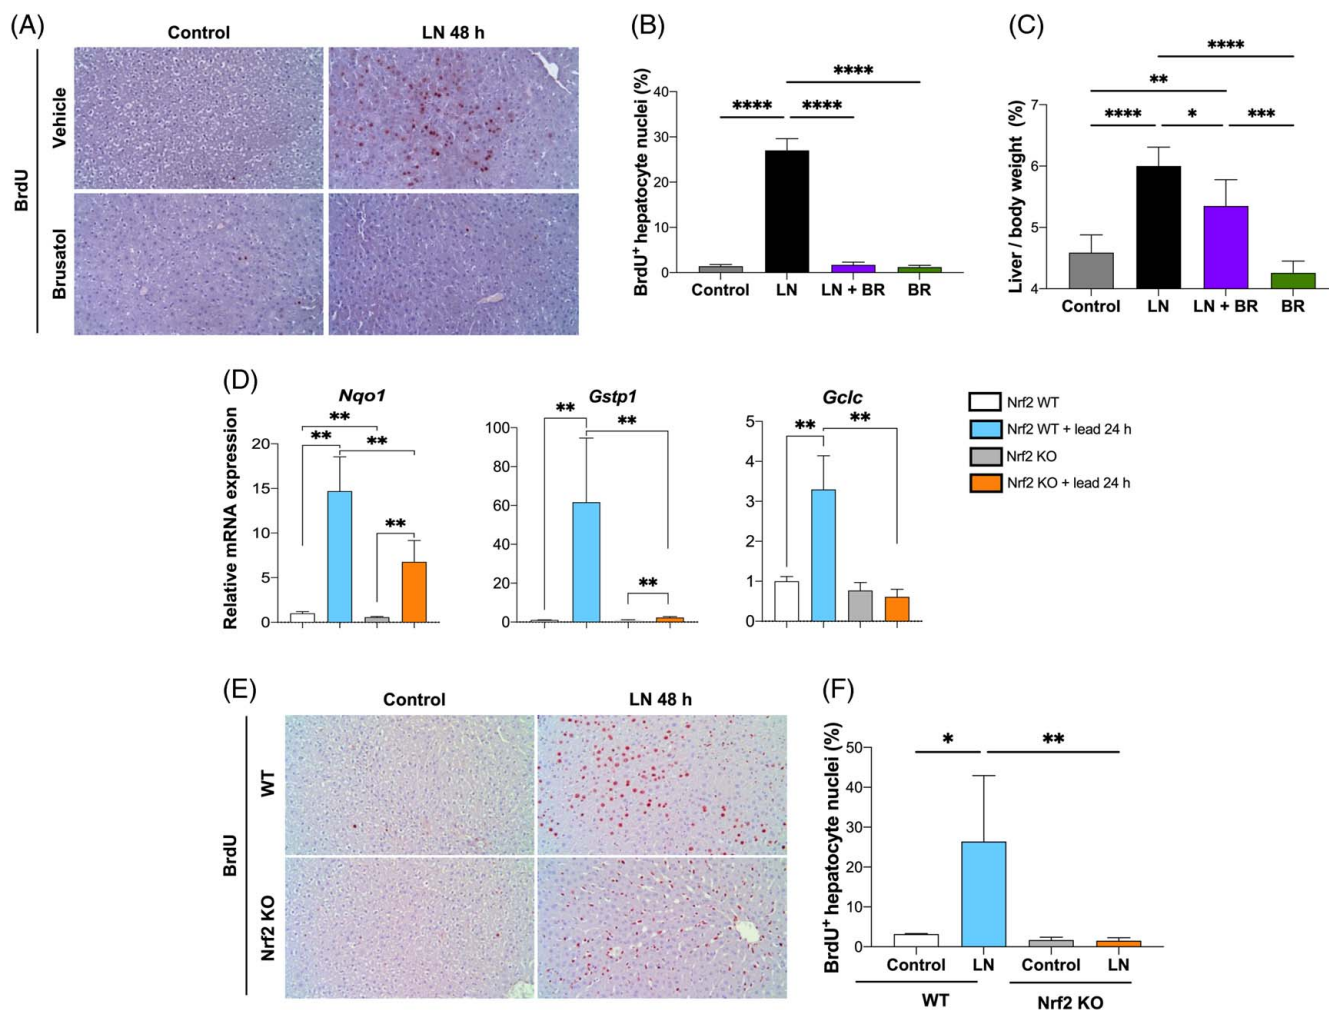 (A)
Control
LN 48 h
BrdU
Vehicle
Brusatol
(B)
BrdU⁺ hepatocyte nuclei (%)
40
30
20
10
0
****
**** ****
Control LN LN + BR BR
(C)
Liver / body weight (%)
7
6
5
4
****
**
**** * ***
Control LN LN + BR BR
(D)
Relative mRNA expression
Nqo1
20
15
10
5
0
**
** **
**
Gstp1
100
80
60
40
20
0
** **
**
Gclc
5
4
3
2
1
0
** **
Nrf2 WT
Nrf2 WT + lead 24 h
Nrf2 KO
Nrf2 KO + lead 24 h
(E)
Control
LN 48 h
BrdU
WT
Nrf2 KO
(F)
BrdU⁺ hepatocyte nuclei (%)
50
40
30
20
10
0
* **
Control LN Control LN
WT Nrf2 KO